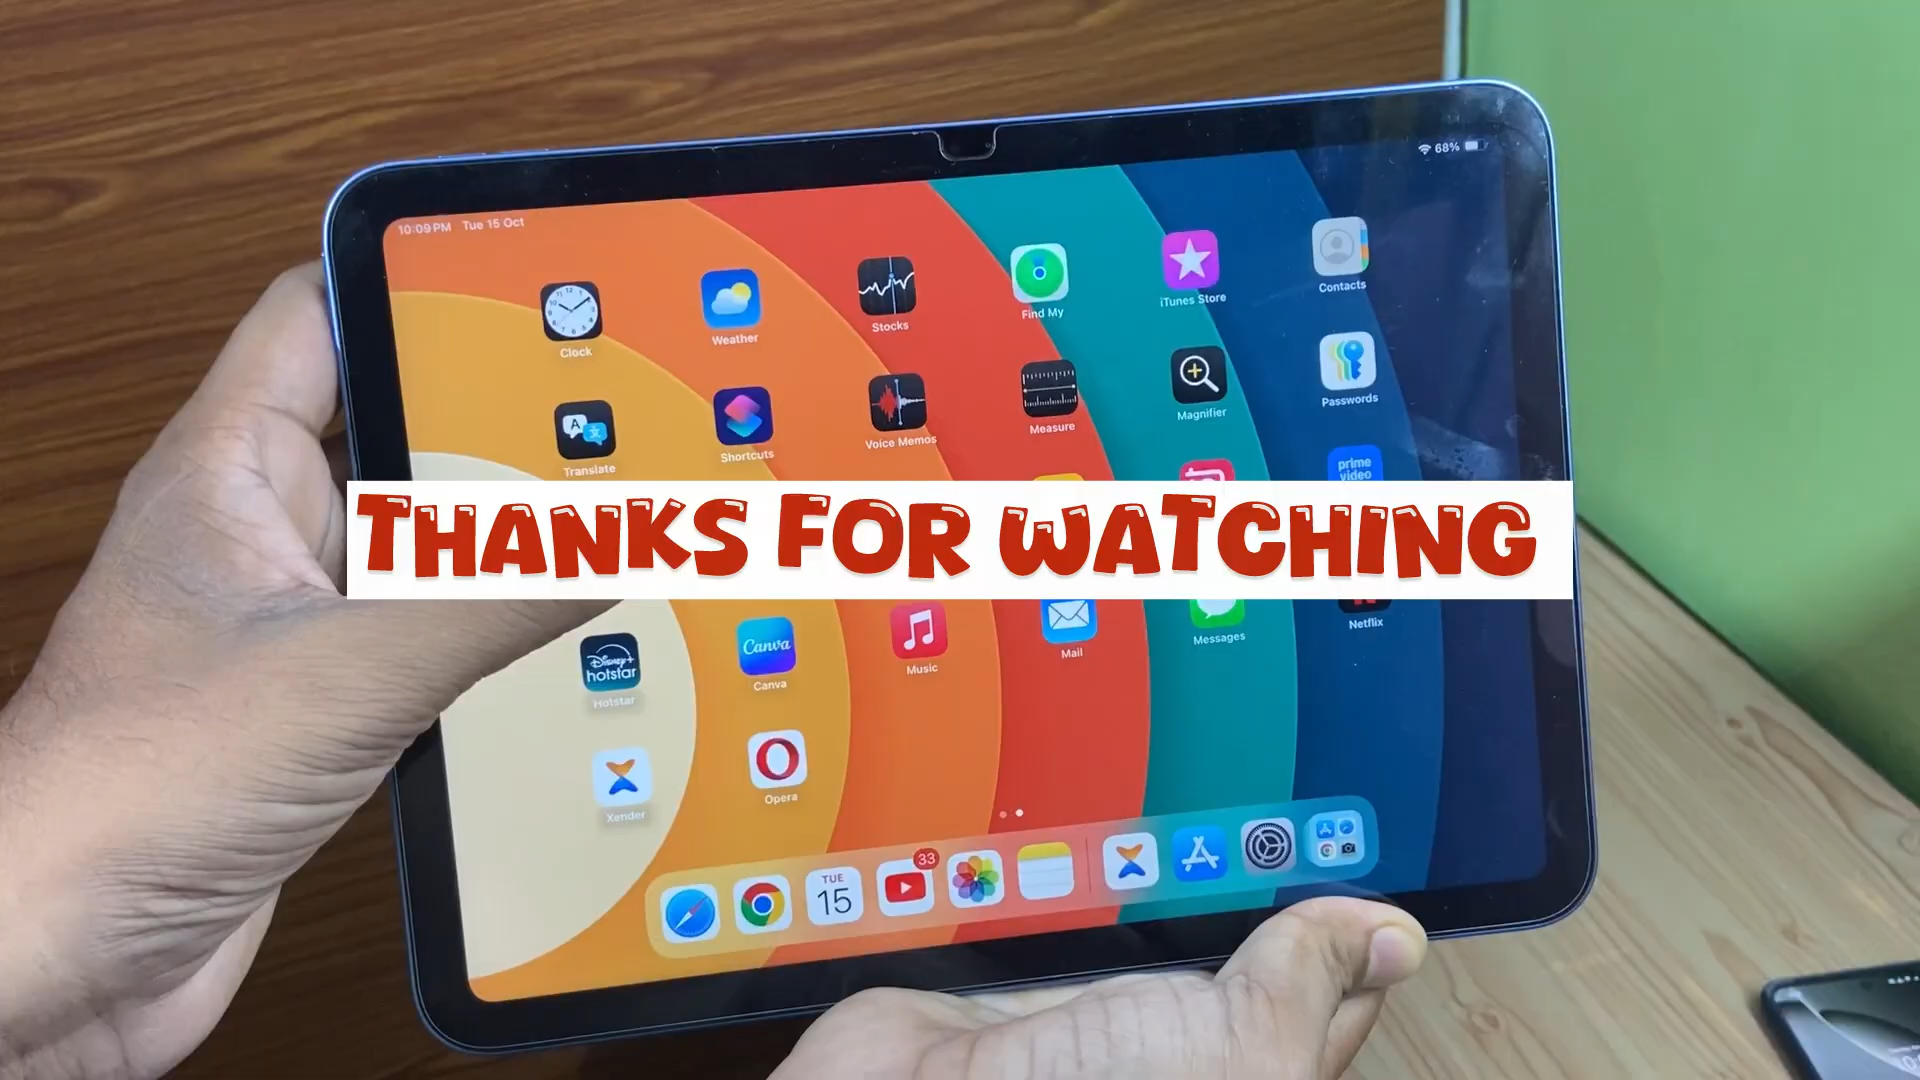 10:09 PM Tue 15 Oct
68%
Clock
Weather
Stocks
Find My
iTunes Store
Contacts
Translate
Shortcuts
Voice Memos
Measure
Magnifier
Passwords
prime video
THANKS FOR WATCHING
Disney+ hotstar
Hotstar
Canva
Canva
Music
Mail
Messages
Netflix
Xender
Opera
TUE
15
33